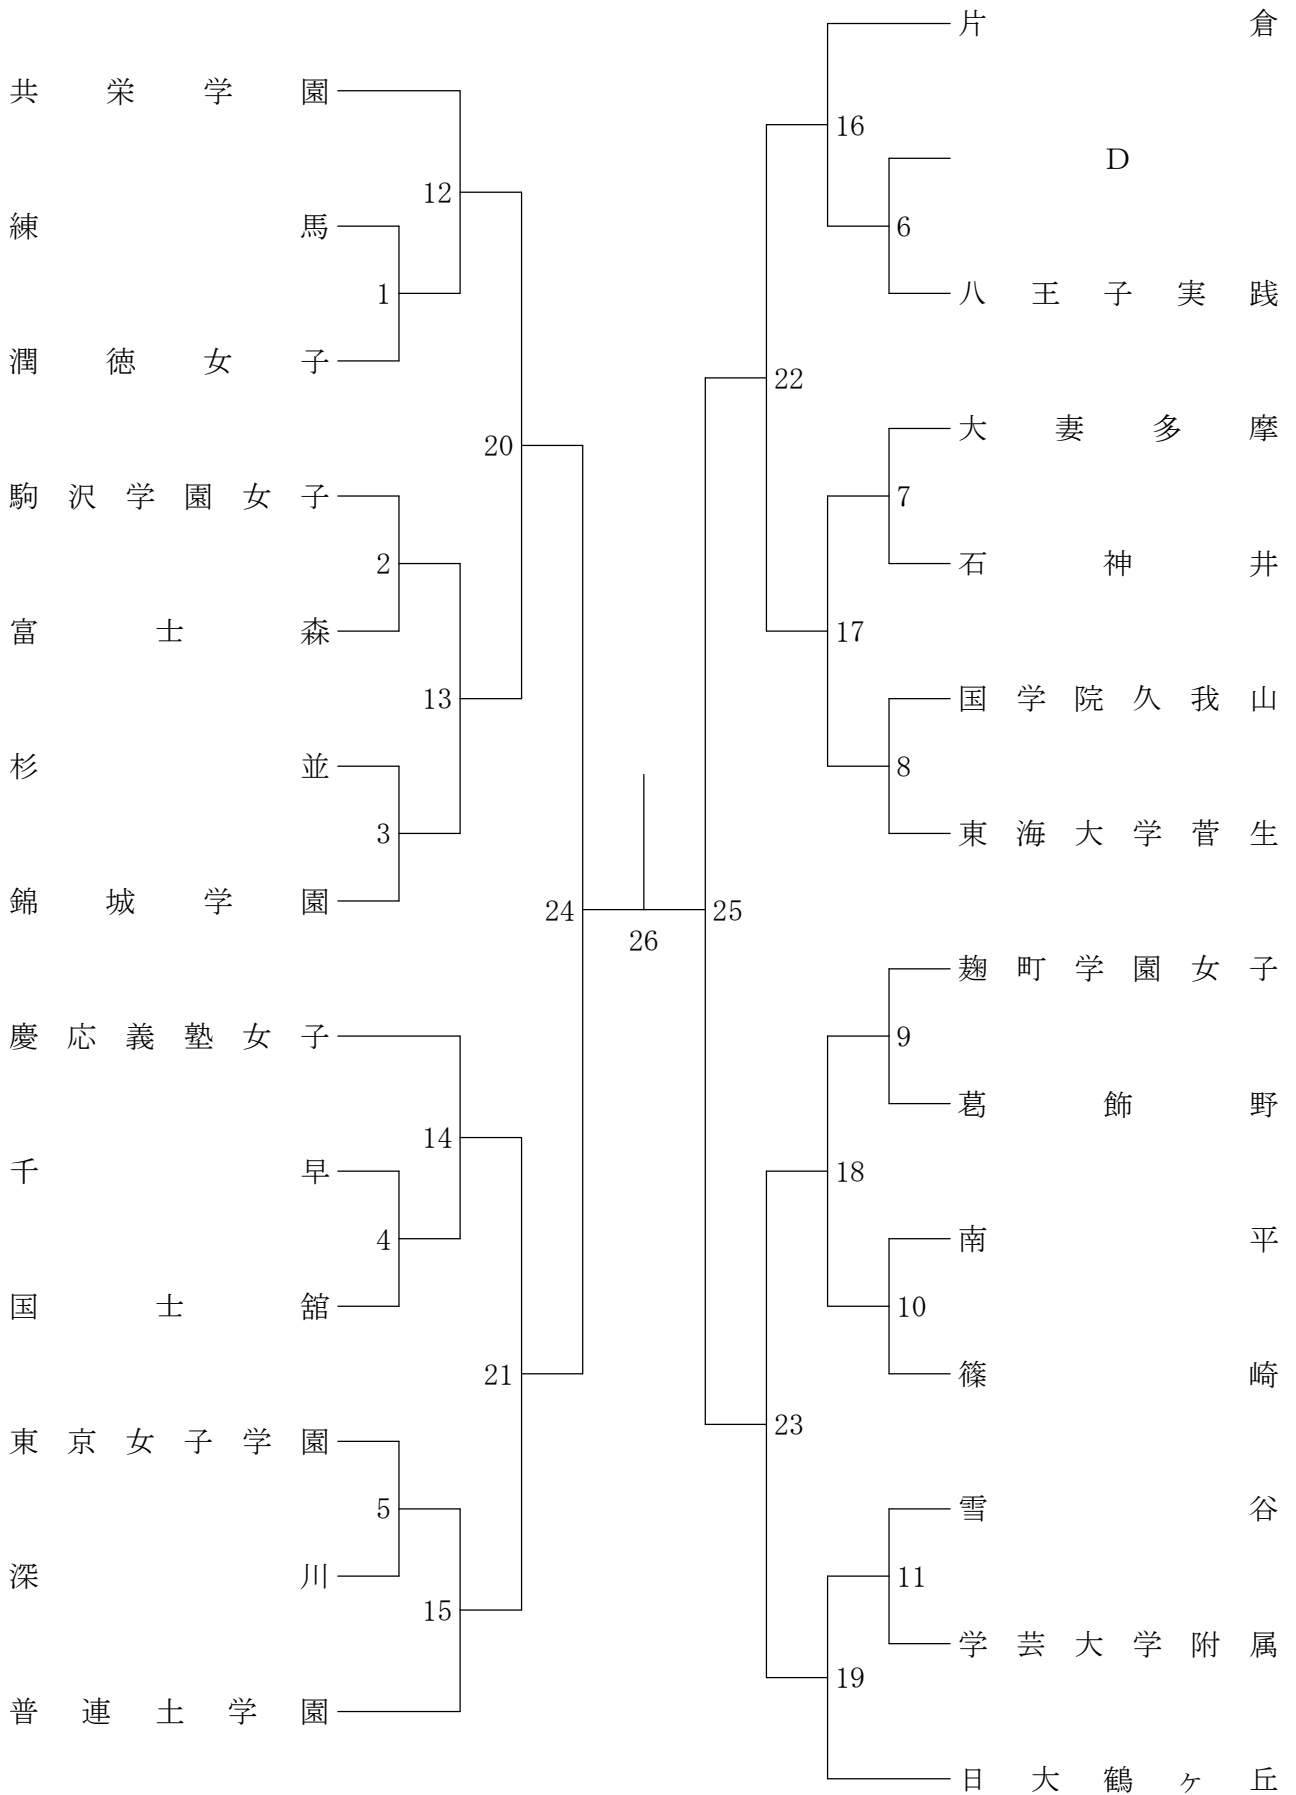 共栄学園
12
練馬
1
潤徳女子
20
駒沢学園女子
2
富士森
13
杉並
3
錦城学園
24
慶応義塾女子
14
千早
4
国士舘
21
東京女子学園
5
深川
15
普連土学園
26
片倉
16
D
6
八王子実践
22
大妻多摩
7
石神井
17
国学院久我山
8
東海大学菅生
25
麹町学園女子
9
葛飾野
18
南平
10
篠崎
23
雪谷
11
学芸大学附属
19
日大鶴ヶ丘